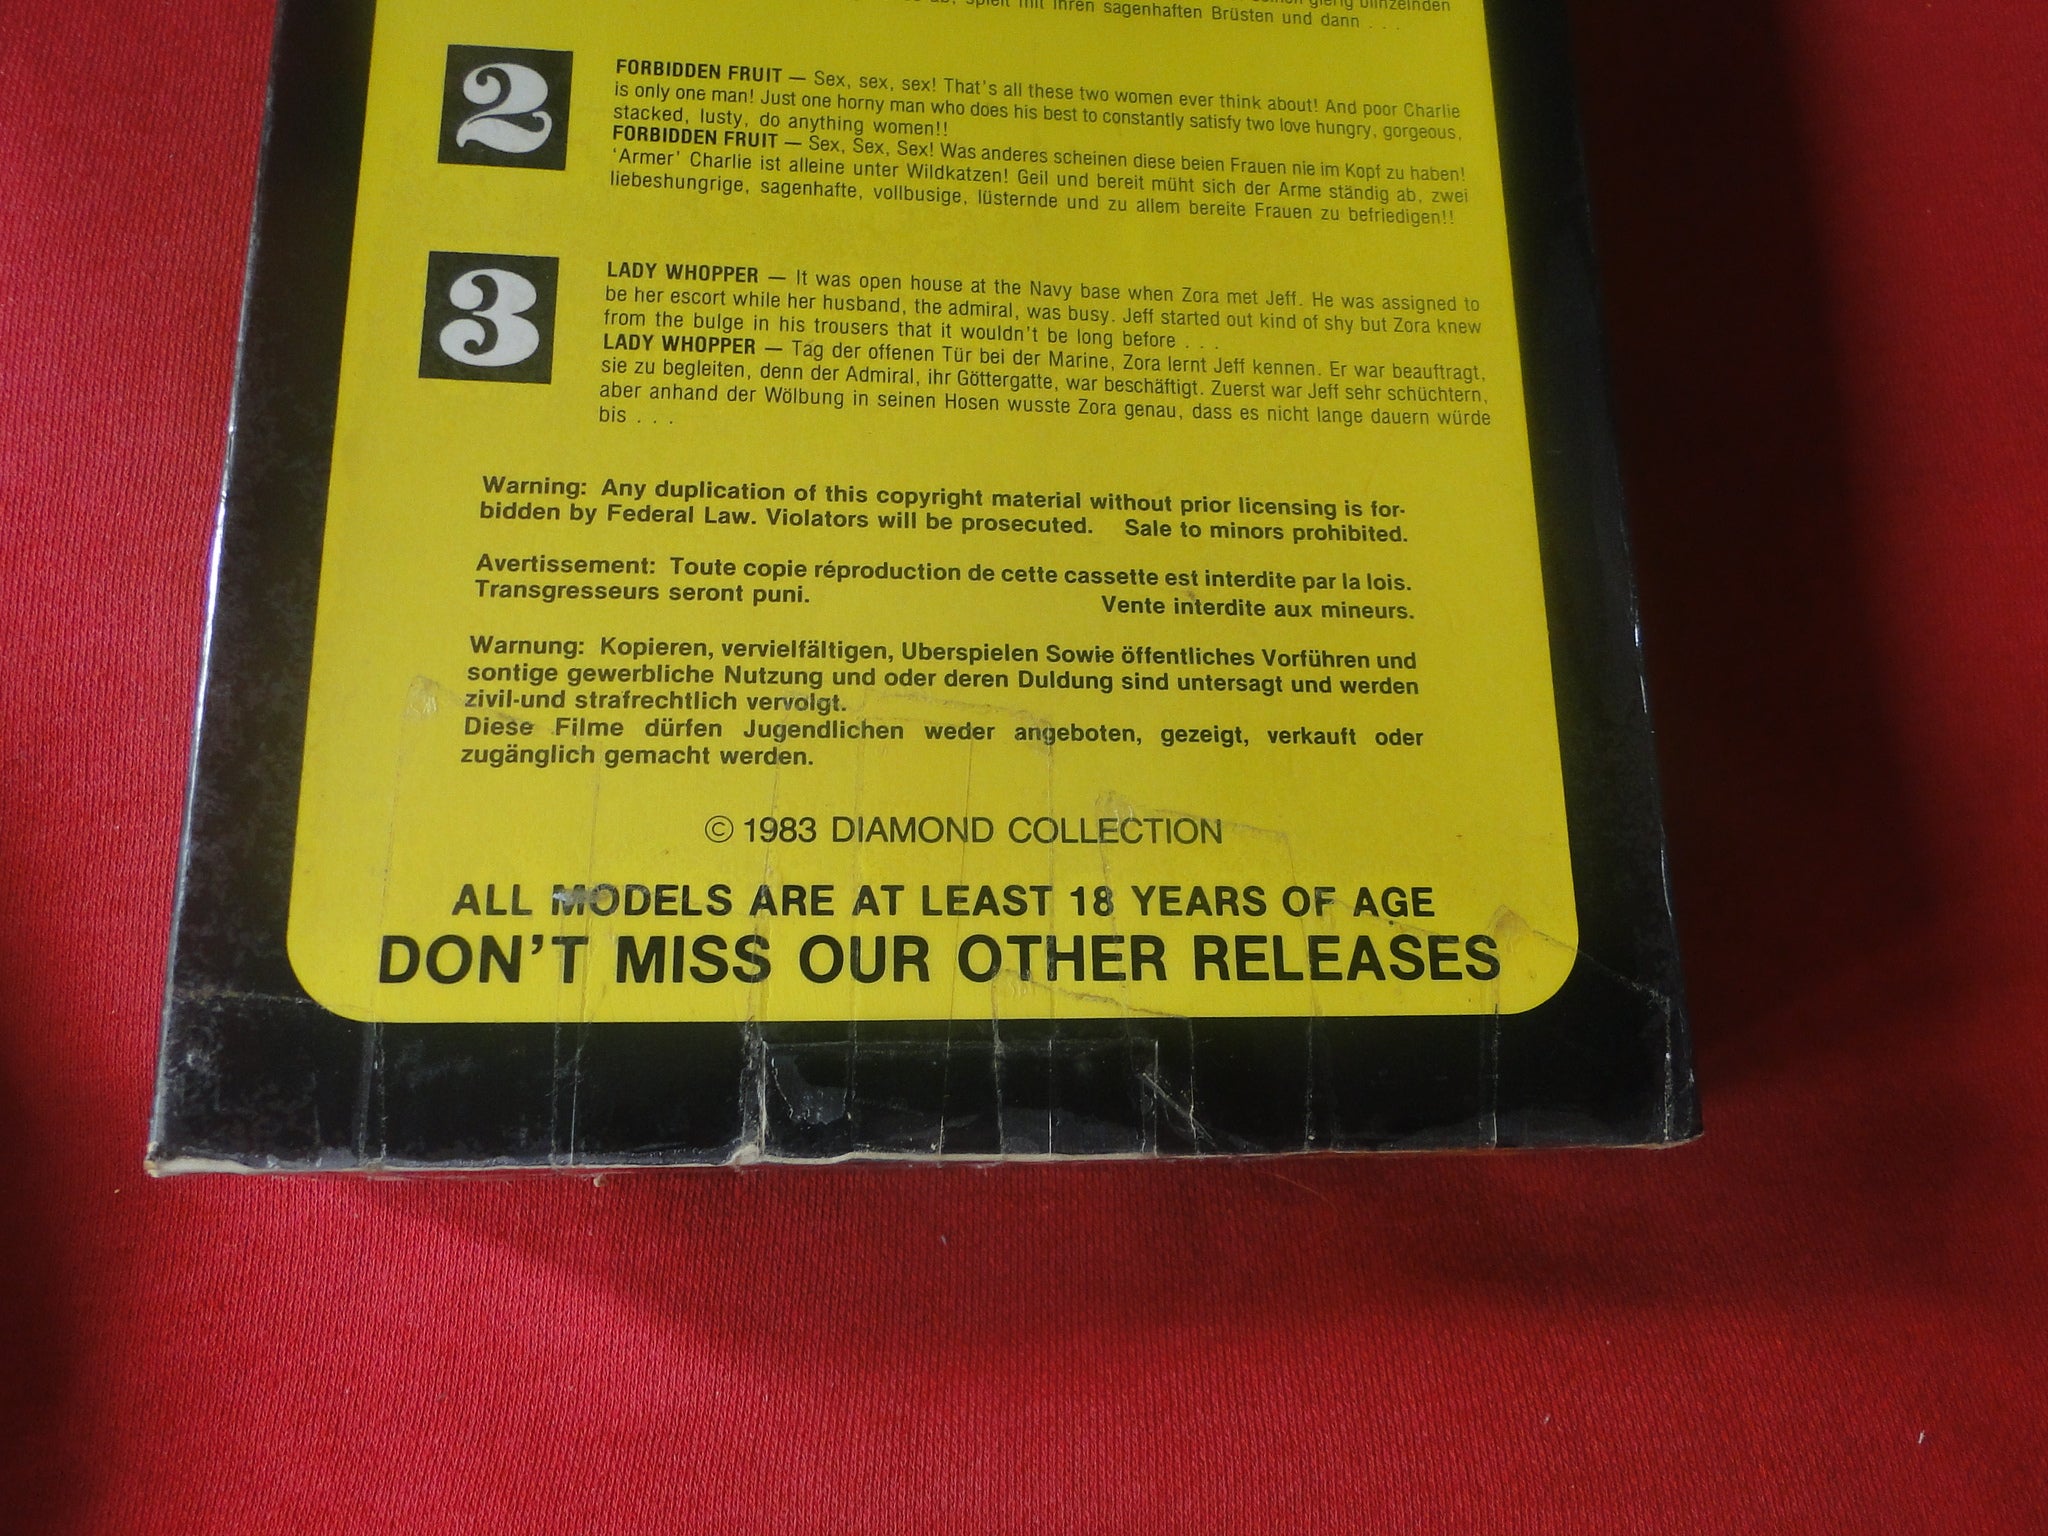 spielt mit ihren sagenhaften Brüsten und dann . . .
2
FORBIDDEN FRUIT — Sex, sex, sex! That's all these two women ever think about! And poor Charlie
is only one man! Just one horny man who does his best to constantly satisfy two love hungry, gorgeous,
stacked, lusty, do anything women!!
FORBIDDEN FRUIT — Sex, Sex, Sex! Was anderes scheinen diese beien Frauen nie im Kopf zu haben!
'Armer' Charlie ist alleine unter Wildkatzen! Geil und bereit müht sich der Arme ständig ab, zwei
liebeshungrige, sagenhafte, vollbusige, lüsternde und zu allem bereite Frauen zu befriedigen!!
3
LADY WHOPPER — It was open house at the Navy base when Zora met Jeff. He was assigned to
be her escort while her husband, the admiral, was busy. Jeff started out kind of shy but Zora knew
from the bulge in his trousers that it wouldn't be long before . . .
LADY WHOPPER — Tag der offenen Tür bei der Marine, Zora lernt Jeff kennen. Er war beauftragt,
sie zu begleiten, denn der Admiral, ihr Göttergatte, war beschäftigt. Zuerst war Jeff sehr schüchtern,
aber anhand der Wölbung in seinen Hosen wusste Zora genau, dass es nicht lange dauern würde
bis . . .
Warning: Any duplication of this copyright material without prior licensing is for-
bidden by Federal Law. Violators will be prosecuted. Sale to minors prohibited.
Avertissement: Toute copie réproduction de cette cassette est interdite par la lois.
Transgresseurs seront puni. Vente interdite aux mineurs.
Warnung: Kopieren, vervielfältigen, Uberspielen Sowie öffentliches Vorführen und
sontige gewerbliche Nutzung und oder deren Duldung sind untersagt und werden
zivil-und strafrechtlich vervolgt.
Diese Filme dürfen Jugendlichen weder angeboten, gezeigt, verkauft oder
zugänglich gemacht werden.
© 1983 DIAMOND COLLECTION
ALL MODELS ARE AT LEAST 18 YEARS OF AGE
DON'T MISS OUR OTHER RELEASES